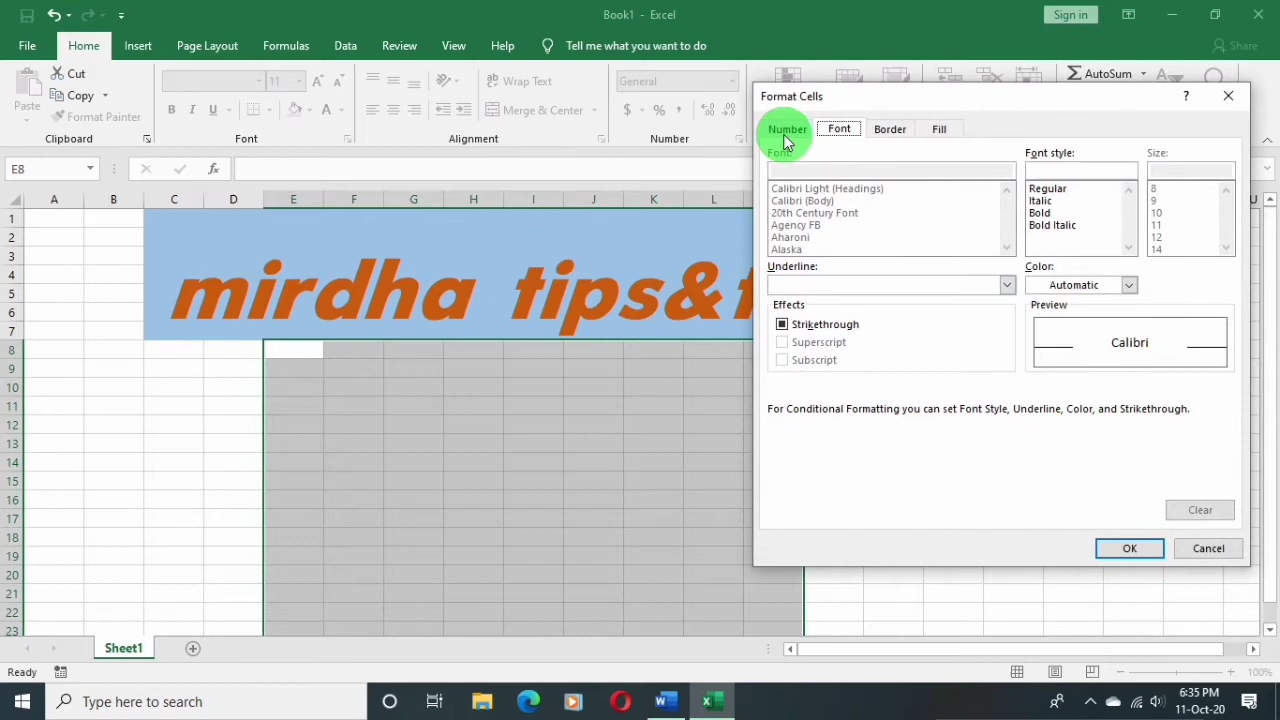 Book1 - Excel
Sign in
File Home Insert Page Layout Formulas Data Review View Help Tell me what you want to do Share
Paste
Cut
Copy
Format Painter
11
Wrap Text
Merge & Center
General
AutoSum
Clipboard Font Alignment Number
E8
Format Cells
Number Font Border Fill
Font: Font style: Size:
Calibri Light (Headings) Regular 8
Calibri (Body) Italic 9
20th Century Font Bold 10
Agency FB Bold Italic 11
Aharoni 12
Alaska 14
Underline: Color:
Automatic
Effects Preview
Strikethrough
Superscript
Subscript
Calibri
For Conditional Formatting you can set Font Style, Underline, Color, and Strikethrough.
Clear
OK Cancel
A B C D E F G H I J K L U
1
2
3
4
5
6
7
8
9
10
11
12
13
14
15
16
17
18
19
20
21
22
23
mirdha tips&
Sheet1
Ready
100%
Type here to search
6:35 PM
11-Oct-20